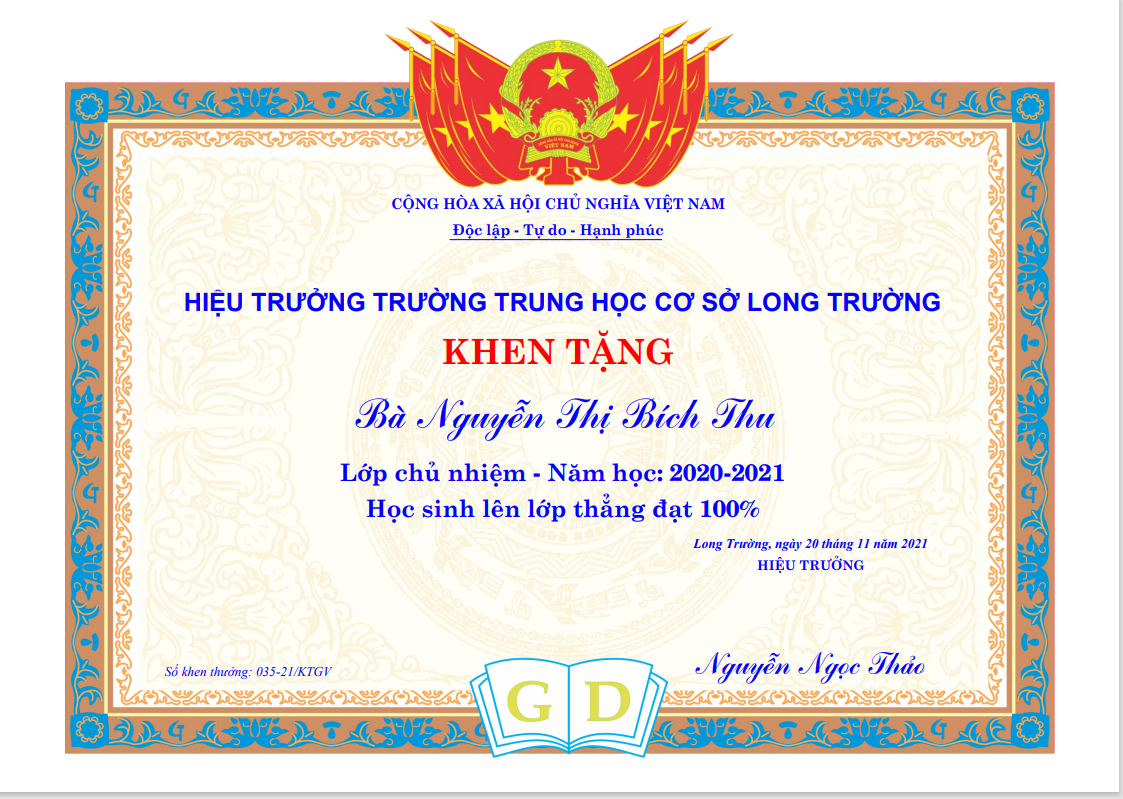 VIỆT NAM
CỘNG HÒA XÃ HỘI CHỦ NGHĨA VIỆT NAM
Độc lập - Tự do - Hạnh phúc
HIỆU TRƯỞNG TRƯỜNG TRUNG HỌC CƠ SỞ LONG TRƯỜNG
KHEN TẶNG
Bà Nguyễn Thị Bích Thu
Lớp chủ nhiệm - Năm học: 2020-2021
Học sinh lên lớp thẳng đạt 100%
Long Trường, ngày 20 tháng 11 năm 2021
HIỆU TRƯỞNG
Nguyễn Ngọc Thảo
Số khen thưởng: 035-21/KTGV
G D